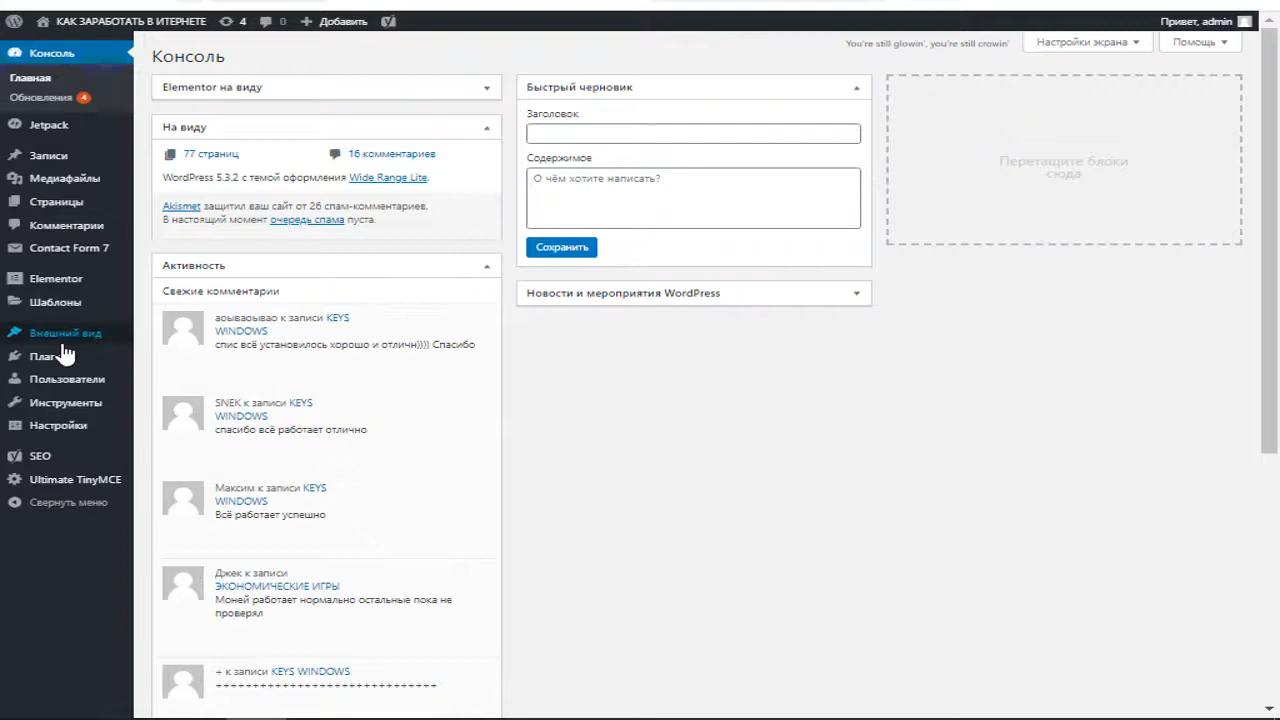 КАК ЗАРАБОТАТЬ В ИТЕРНЕТЕ 4 0 Добавить
Привет, admin
Консоль
Главная
Обновления 4
Jetpack
Записи
Медиафайлы
Страницы
Комментарии
Contact Form 7
Elementor
Шаблоны
Внешний вид
Пользователи
Инструменты
Настройки
SEO
Ultimate TinyMCE
Свернуть меню
You're still glowin', you're still crowin'
Настройки экрана
Помощь
Консоль
Elementor на виду
На виду
77 страниц
16 комментариев
WordPress 5.3.2 с темой оформления Wide Range Lite.
Akismet защитил ваш сайт от 26 спам-комментариев.
В настоящий момент очередь спама пуста.
Активность
Свежие комментарии
аоываоывао к записи KEYS
WINDOWS
спис всё установилось хорошо и отличн)))) Спасибо
SNEK к записи KEYS
WINDOWS
спасибо всё работает отлично
Максим к записи KEYS
WINDOWS
Всё работает успешно
Джек к записи
ЭКОНОМИЧЕСКИЕ ИГРЫ
Моней работает нормально остальные пока не
проверял
+ к записи KEYS WINDOWS
++++++++++++++++++++++++++++++
Быстрый черновик
Заголовок
Содержимое
О чём хотите написать?
Сохранить
Новости и мероприятия WordPress
Перетащите блоки
сюда